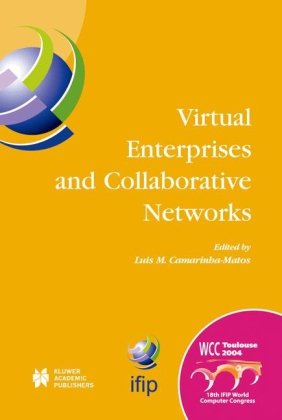 Virtual
Enterprises
and Collaborative
Networks
Edited by
Luis M. Camarinha-Matos
WCC Toulouse
2004
18th IFIP World
Computer Congress
KLUWER
ACADEMIC
PUBLISHERS
ifip